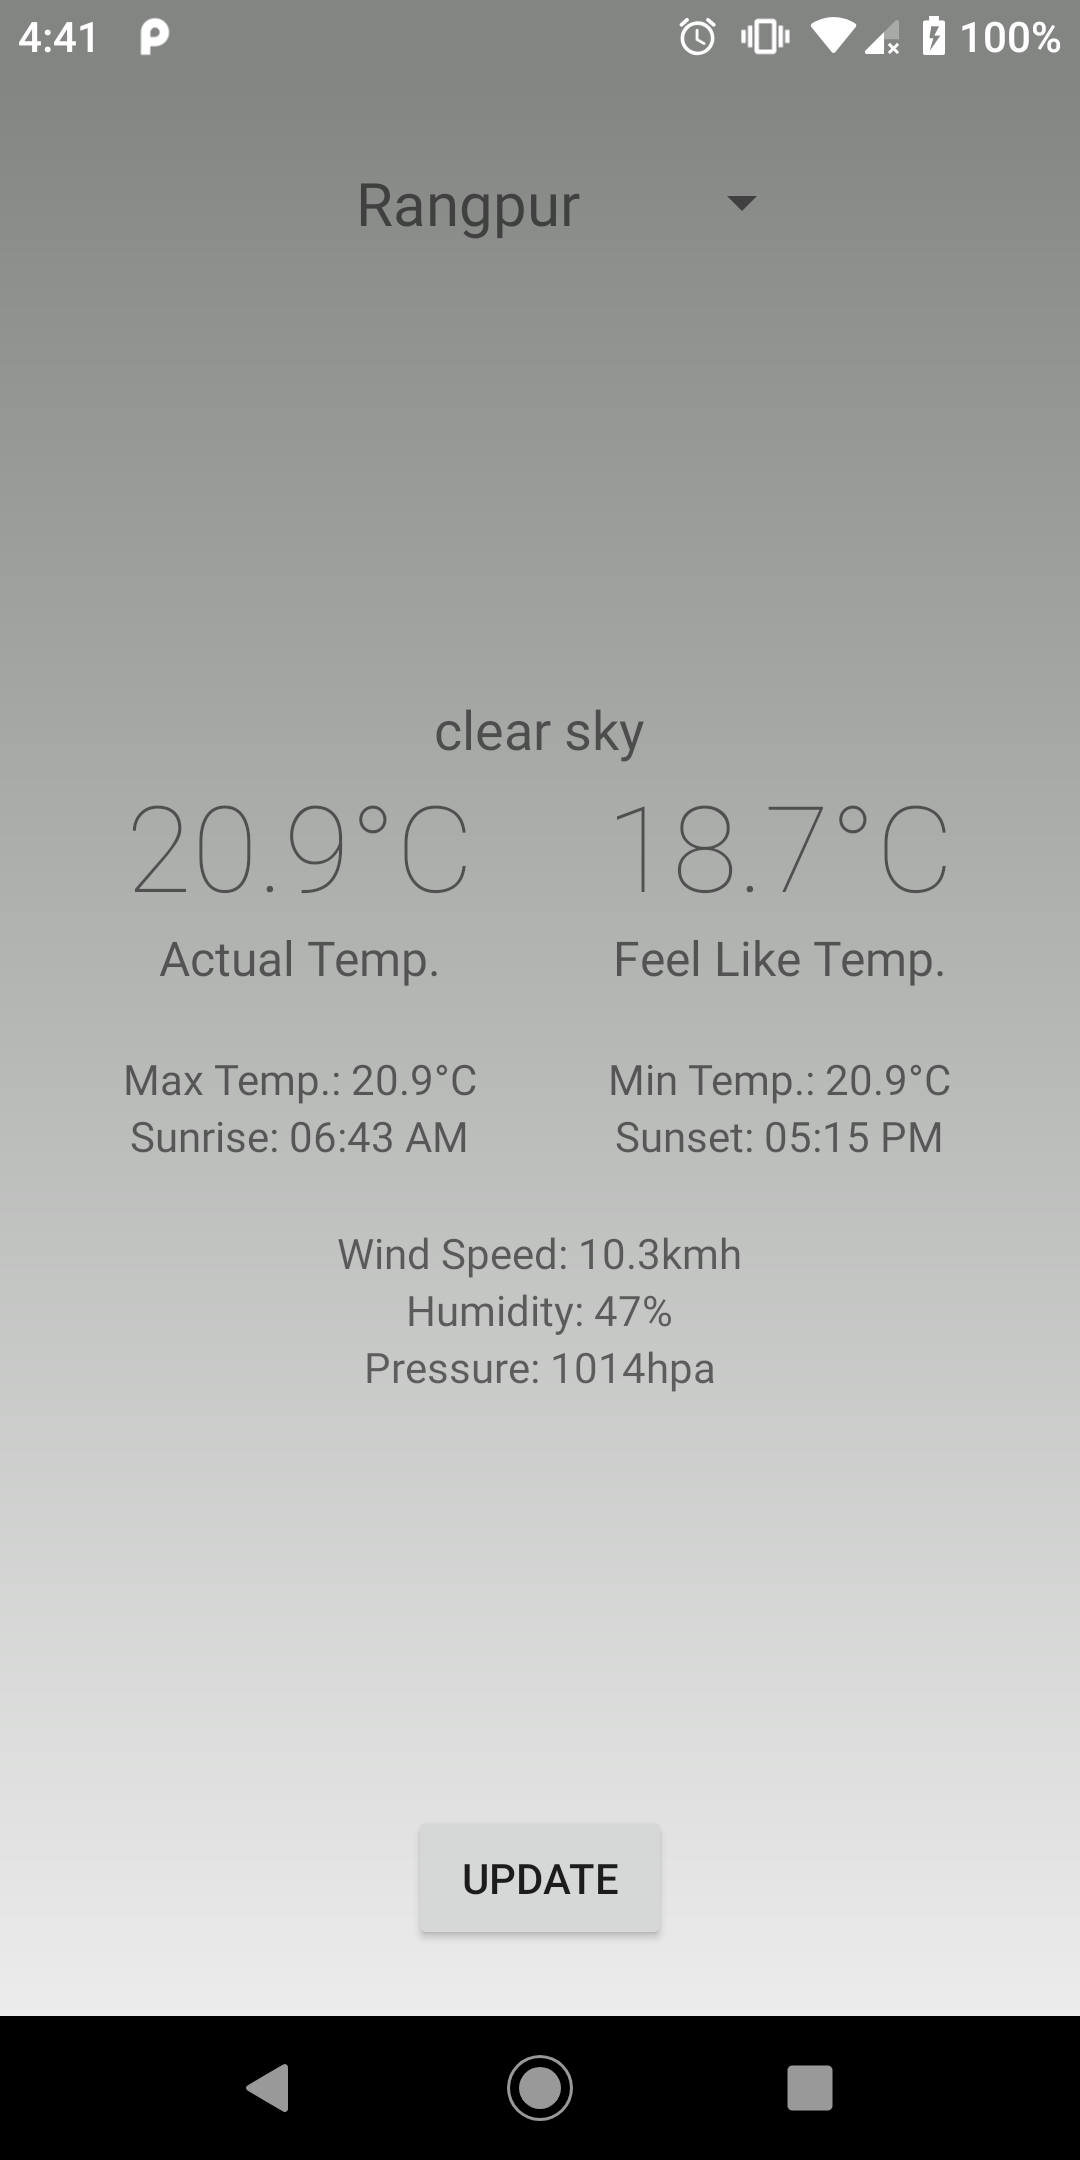 4:41 100%
Rangpur
clear sky
20.9°C 18.7°C
Actual Temp. Feel Like Temp.
Max Temp.: 20.9°C Min Temp.: 20.9°C
Sunrise: 06:43 AM Sunset: 05:15 PM
Wind Speed: 10.3kmh
Humidity: 47%
Pressure: 1014hpa
UPDATE